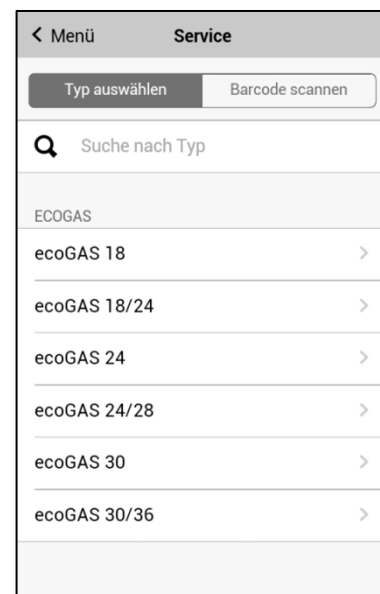 Menü Service
Typ auswählen Barcode scannen
Suche nach Typ
ECOGAS
ecoGAS 18
ecoGAS 18/24
ecoGAS 24
ecoGAS 24/28
ecoGAS 30
ecoGAS 30/36